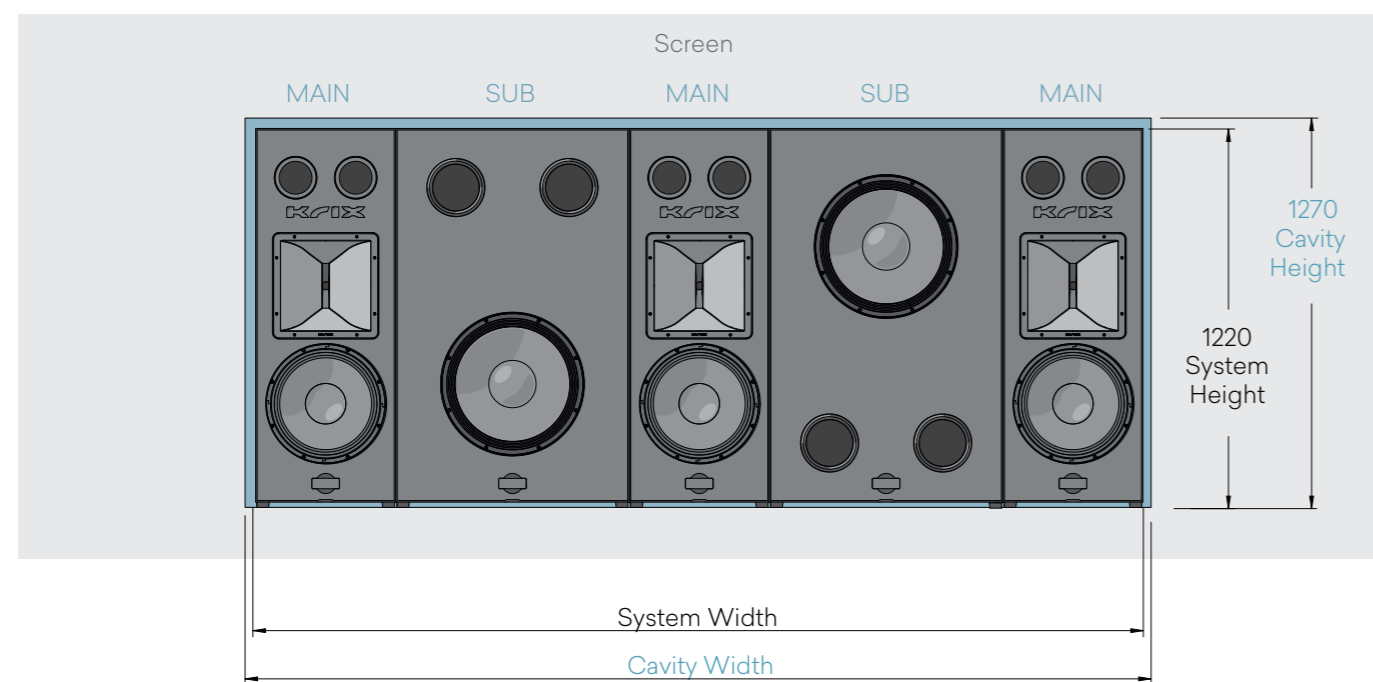 Screen
MAIN SUB MAIN SUB MAIN
KRIX KRIX KRIX
1270
Cavity
Height
1220
System
Height
System Width
Cavity Width